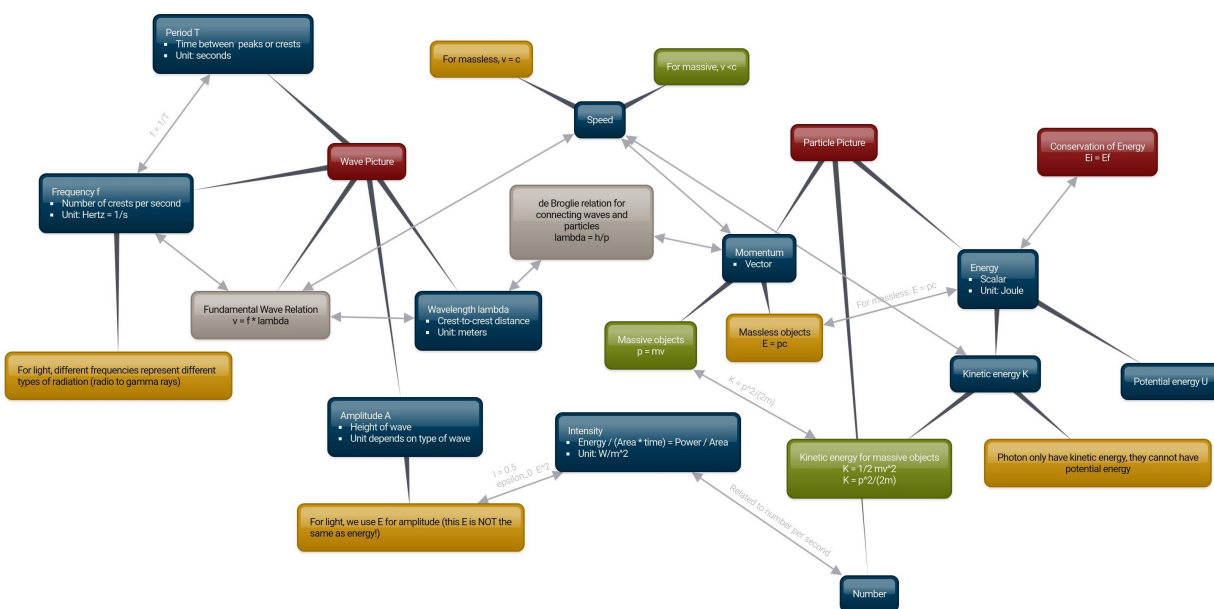 Period T
▪ Time between peaks or crests
▪ Unit: seconds
For massless, v = c
For massive, v <c
Speed
f = 1/T
Wave Picture
Particle Picture
Conservation of Energy
Ei = Ef
Frequency f
▪ Number of crests per second
▪ Unit: Hertz = 1/s
de Broglie relation for
connecting waves and
particles
lambda = h/p
Momentum
▪ Vector
Energy
▪ Scalar
▪ Unit: Joule
For massless: E = pc
Fundamental Wave Relation
v = f * lambda
Wavelength lambda
▪ Crest-to-crest distance
▪ Unit: meters
Massive objects
p = mv
Massless objects
E = pc
For light, different frequencies represent different
types of radiation (radio to gamma rays)
Kinetic energy K
Potential energy U
K = p^2/(2m)
Amplitude A
▪ Height of wave
▪ Unit depends on type of wave
Intensity
▪ Energy / (Area * time) = Power / Area
▪ Unit: W/m^2
Kinetic energy for massive objects
K = 1/2 mv^2
K = p^2/(2m)
Photon only have kinetic energy, they cannot have
potential energy
I = 0.5
epsilon_0 E^2
For light, we use E for amplitude (this E is NOT the
same as energy!)
Related to number per second
Number